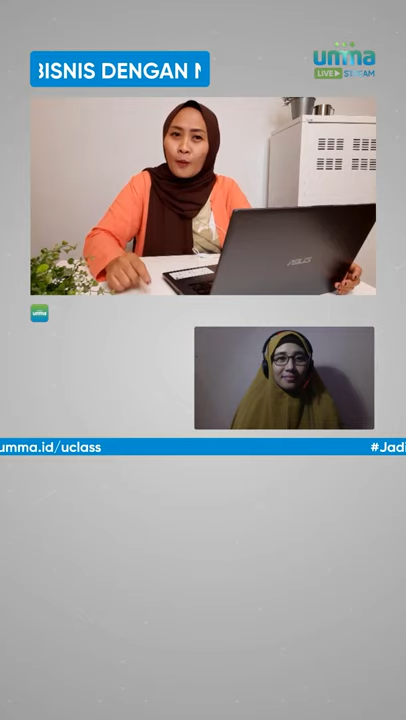 BISNIS DENGAN
umma
LIVE STREAM
ASUS
umma
umma.id/uclass
#Jadi